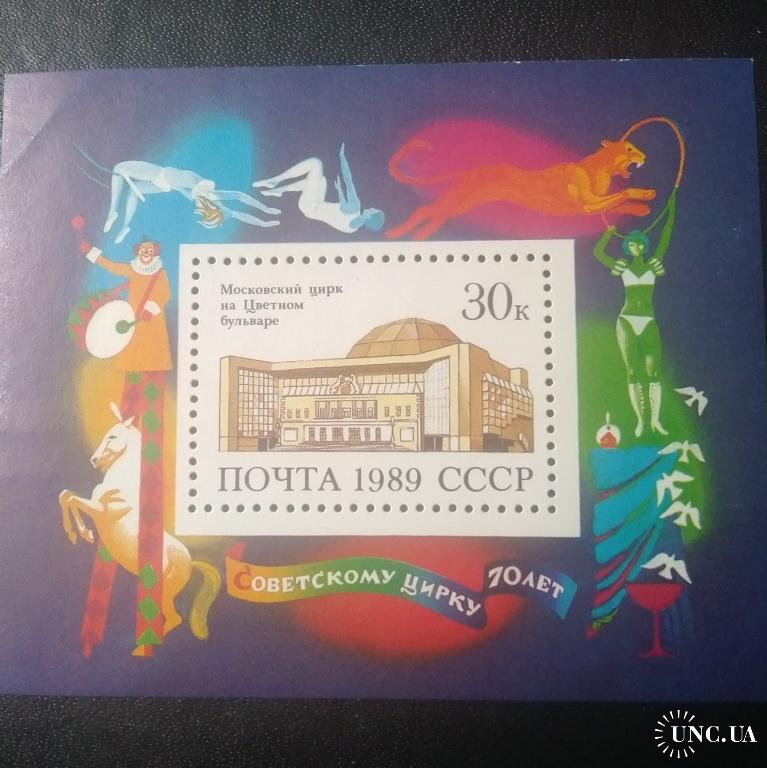 Московский цирк
на Цветном
бульваре
30к
ПОЧТА 1989 СССР
СОВЕТСКОМУ ЦИРКУ 70 ЛЕТ
UNC.UA